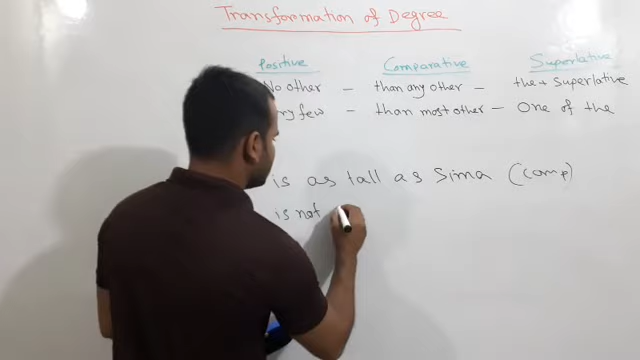 Transformation of Degree
Positive Comparative Superlative
No other - than any other - the + Superlative
few - than most other - One of the
is as tall as Sima (comp)
is not